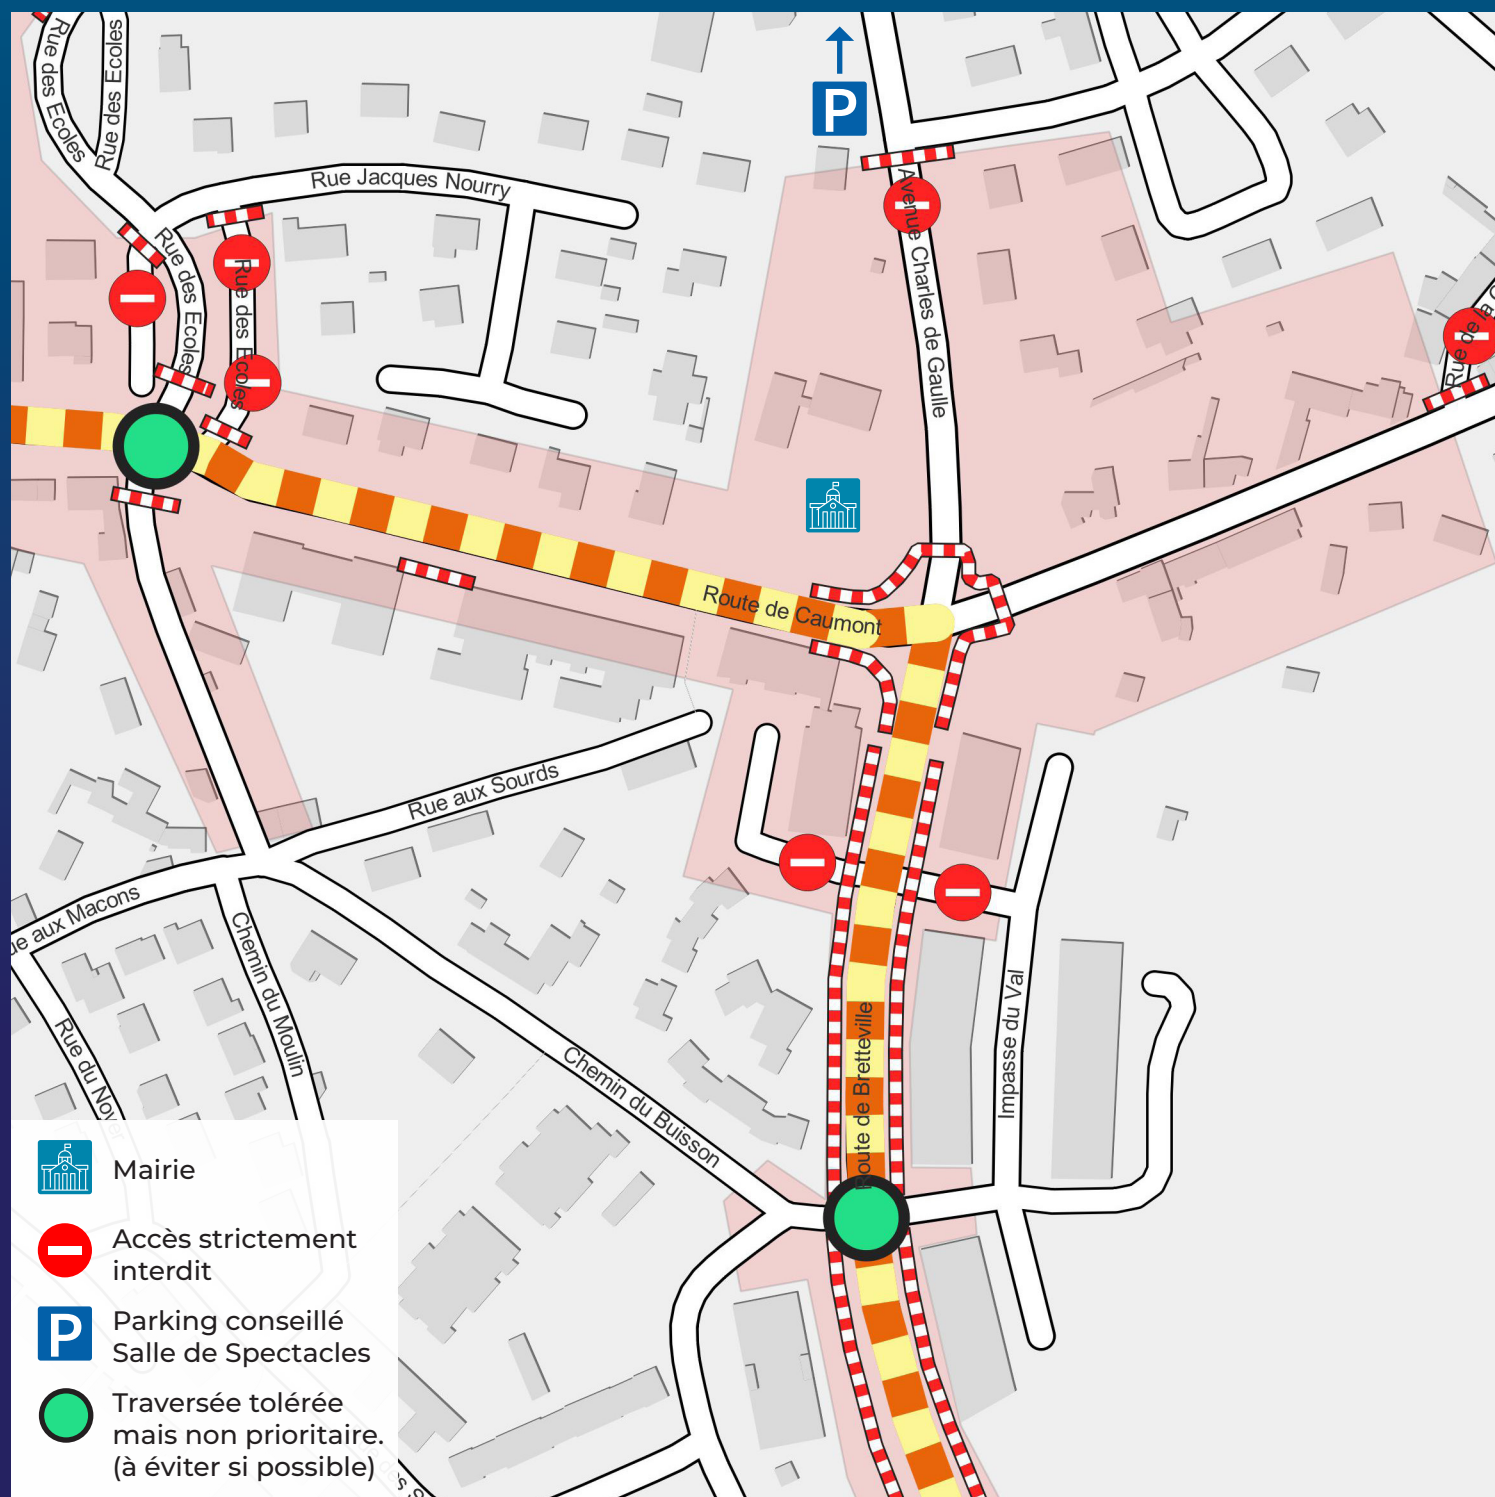 Rue des Ecoles
Rue des Ecoles
P
Rue Jacques Nourry
Rue des Ecoles
Rue des Ecoles
Avenue Charles de Gaulle
Rue de la
Route de Caumont
Rue aux Sourds
aux Macons
Chemin du Moulin
Rue du Noyer
Chemin du Buisson
Route de Bretteville
Impasse du Val
Mairie
Accès strictement
interdit
P
Parking conseillé
Salle de Spectacles
Traversée tolérée
mais non prioritaire.
(à éviter si possible)